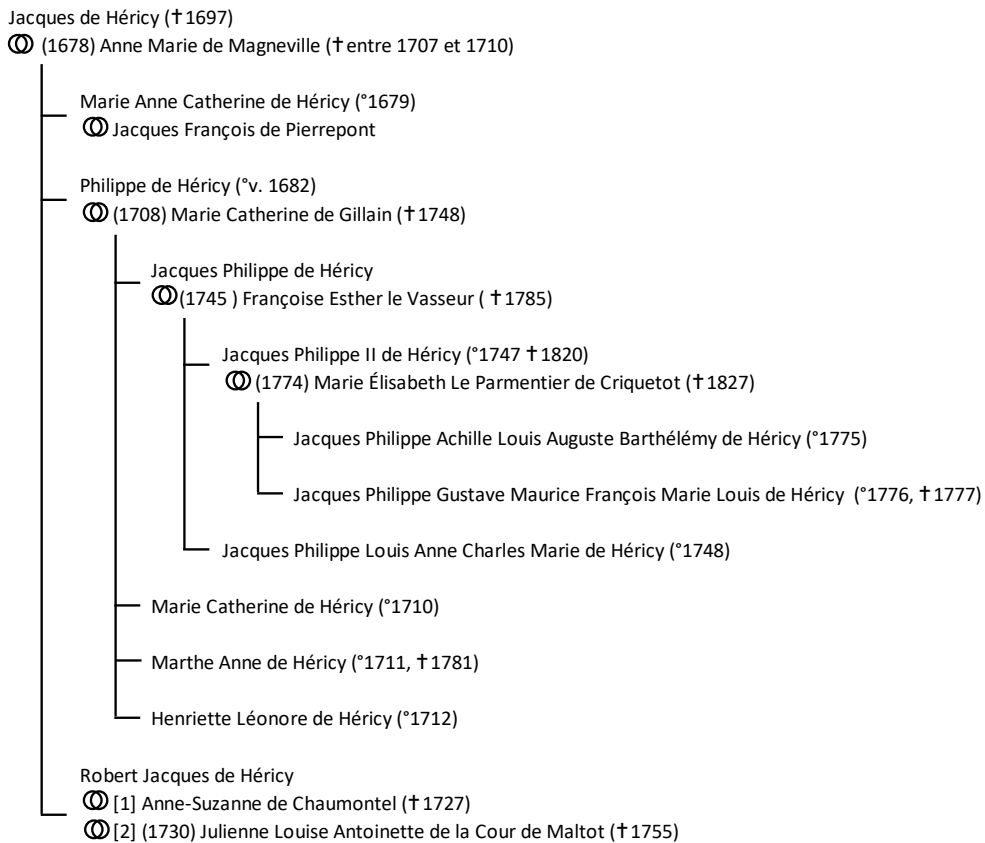 Jacques de Héricy (†1697)
(1678) Anne Marie de Magneville (†entre 1707 et 1710)
Marie Anne Catherine de Héricy (°1679)
Jacques François de Pierrepont
Philippe de Héricy (°v. 1682)
(1708) Marie Catherine de Gillain (†1748)
Jacques Philippe de Héricy
(1745 ) Françoise Esther le Vasseur ( †1785)
Jacques Philippe II de Héricy (°1747 †1820)
(1774) Marie Élisabeth Le Parmentier de Criquetot (†1827)
Jacques Philippe Achille Louis Auguste Barthélémy de Héricy (°1775)
Jacques Philippe Gustave Maurice François Marie Louis de Héricy (°1776, †1777)
Jacques Philippe Louis Anne Charles Marie de Héricy (°1748)
Marie Catherine de Héricy (°1710)
Marthe Anne de Héricy (°1711, †1781)
Henriette Léonore de Héricy (°1712)
Robert Jacques de Héricy
[1] Anne-Suzanne de Chaumontel (†1727)
[2] (1730) Julienne Louise Antoinette de la Cour de Maltot (†1755)